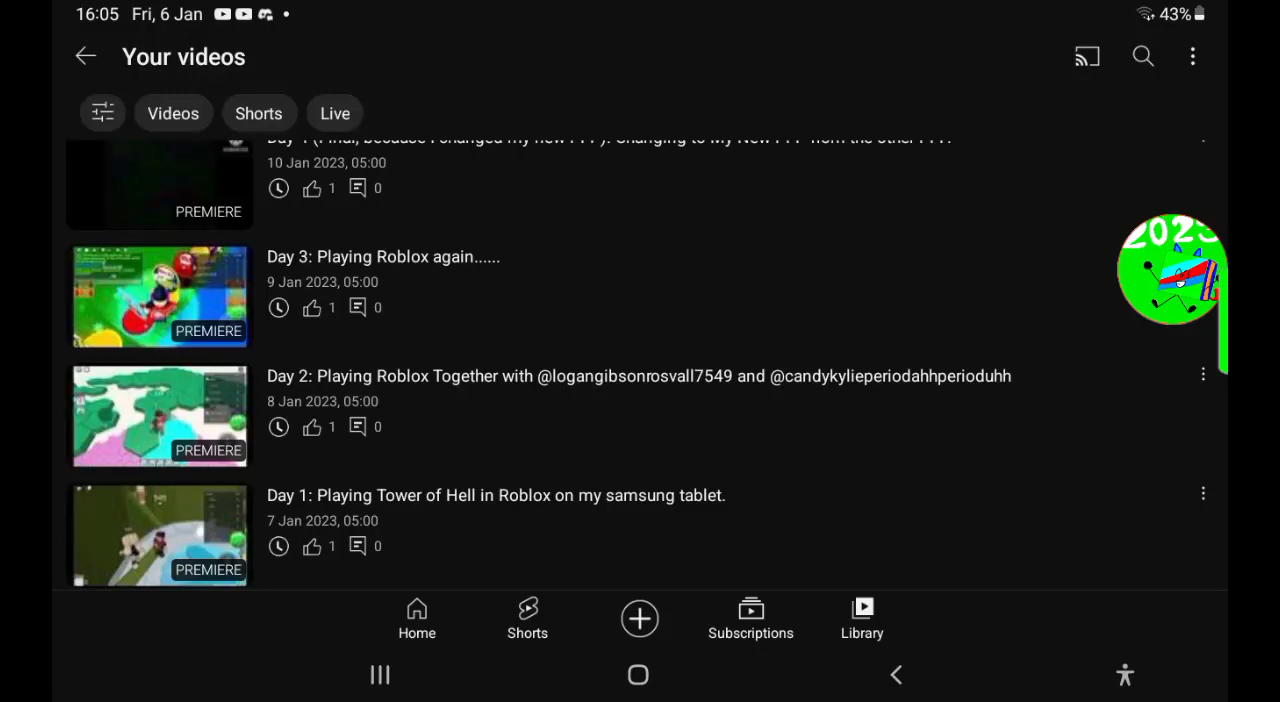 16:05 Fri, 6 Jan 43%
Your videos
Videos Shorts Live
Day 4 (Final, because I changed my new PFP): Changing to My New PFP from the other PFP.
10 Jan 2023, 05:00
1 0
PREMIERE
Day 3: Playing Roblox again......
9 Jan 2023, 05:00
1 0
PREMIERE
2023
Day 2: Playing Roblox Together with @logangibsonrosvall7549 and @candykylieperiodahhperioduhh
8 Jan 2023, 05:00
1 0
PREMIERE
Day 1: Playing Tower of Hell in Roblox on my samsung tablet.
7 Jan 2023, 05:00
1 0
PREMIERE
Home Shorts Subscriptions Library